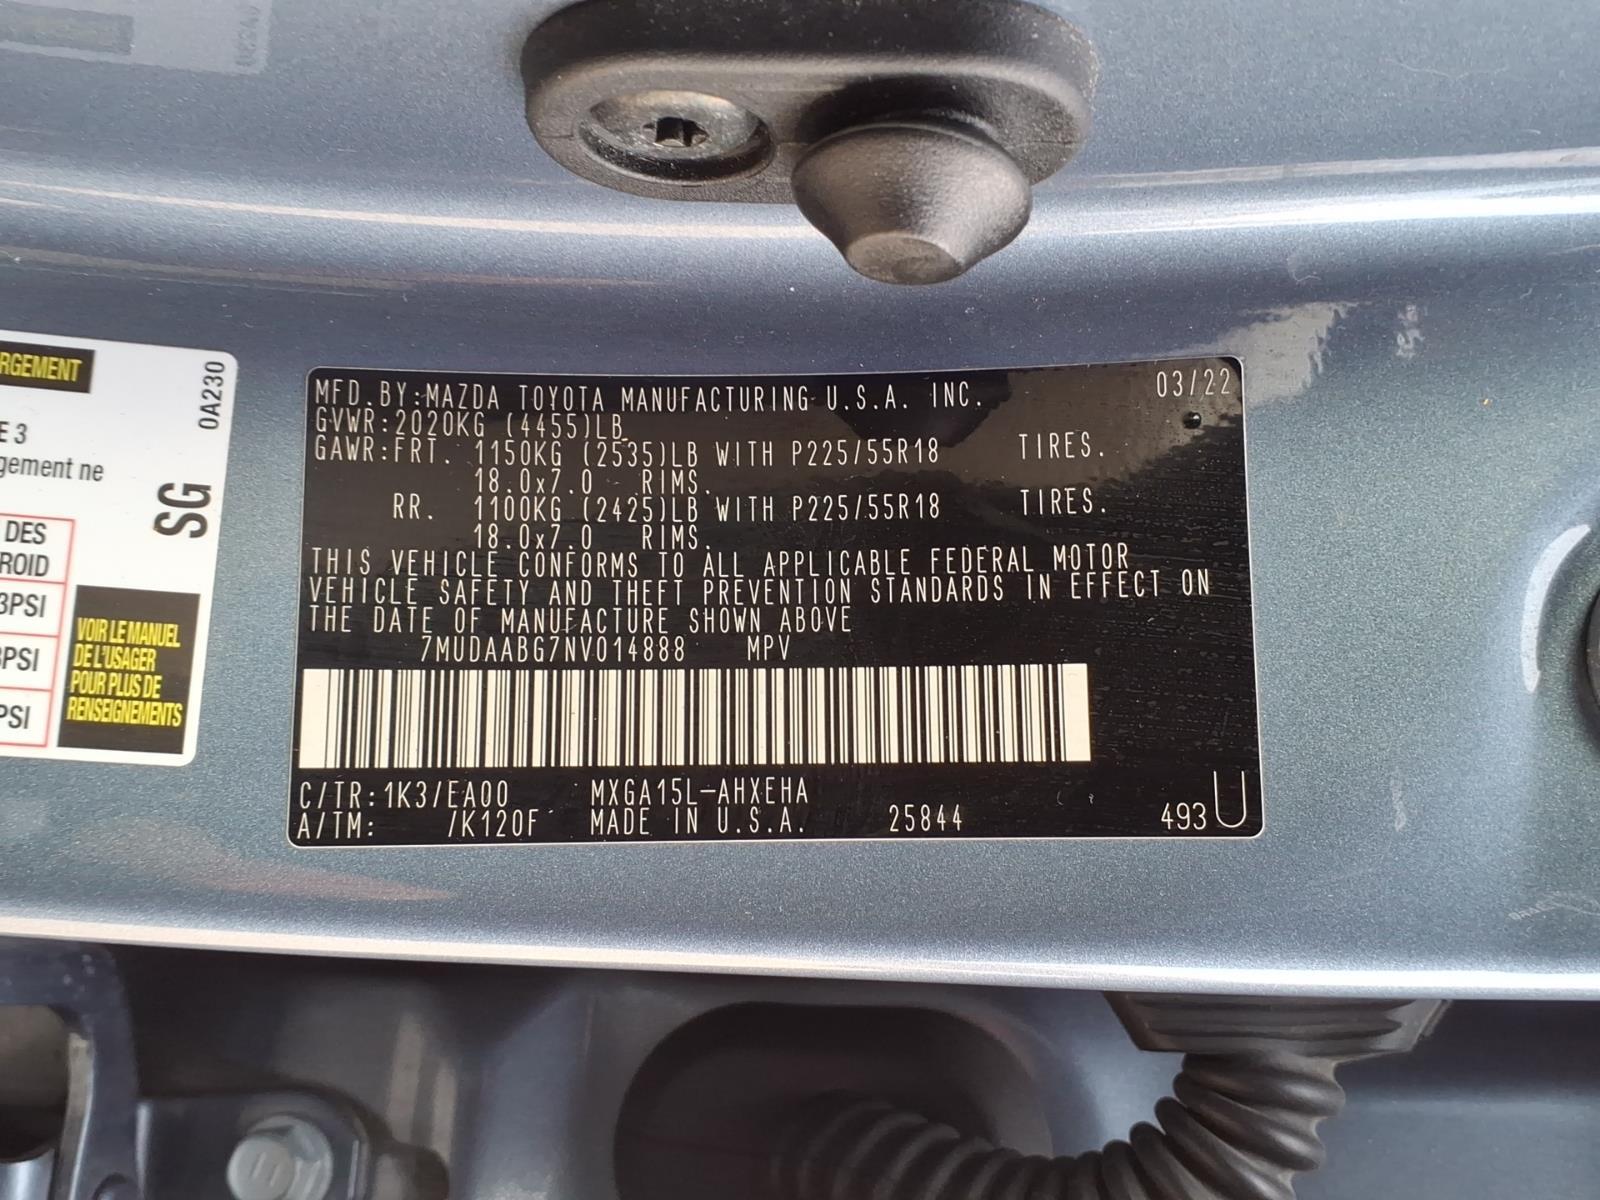 RGEMENT
0A230
E 3
gement ne
SG
DES
ROID
3PSI
3PSI
PSI
VOIR LE MANUEL
DE L'USAGER
POUR PLUS DE
RENSEIGNEMENTS
MFD. BY: MAZDA TOYOTA MANUFACTURING U.S.A. INC. 03/22
GVWR: 2020KG (4455)LB
GAWR: FRT. 1150KG (2535)LB WITH P225/55R18 TIRES.
18.0x7.0 RIMS.
RR. 1100KG (2425)LB WITH P225/55R18 TIRES.
18.0x7.0 RIMS.
THIS VEHICLE CONFORMS TO ALL APPLICABLE FEDERAL MOTOR
VEHICLE SAFETY AND THEFT PREVENTION STANDARDS IN EFFECT ON
THE DATE OF MANUFACTURE SHOWN ABOVE
7MUDAABG7NV014888 MPV
C/TR: 1K3/EA00 MXGA15L-AHXEHA
A/TM: /K120F MADE IN U.S.A. 25844 493 U